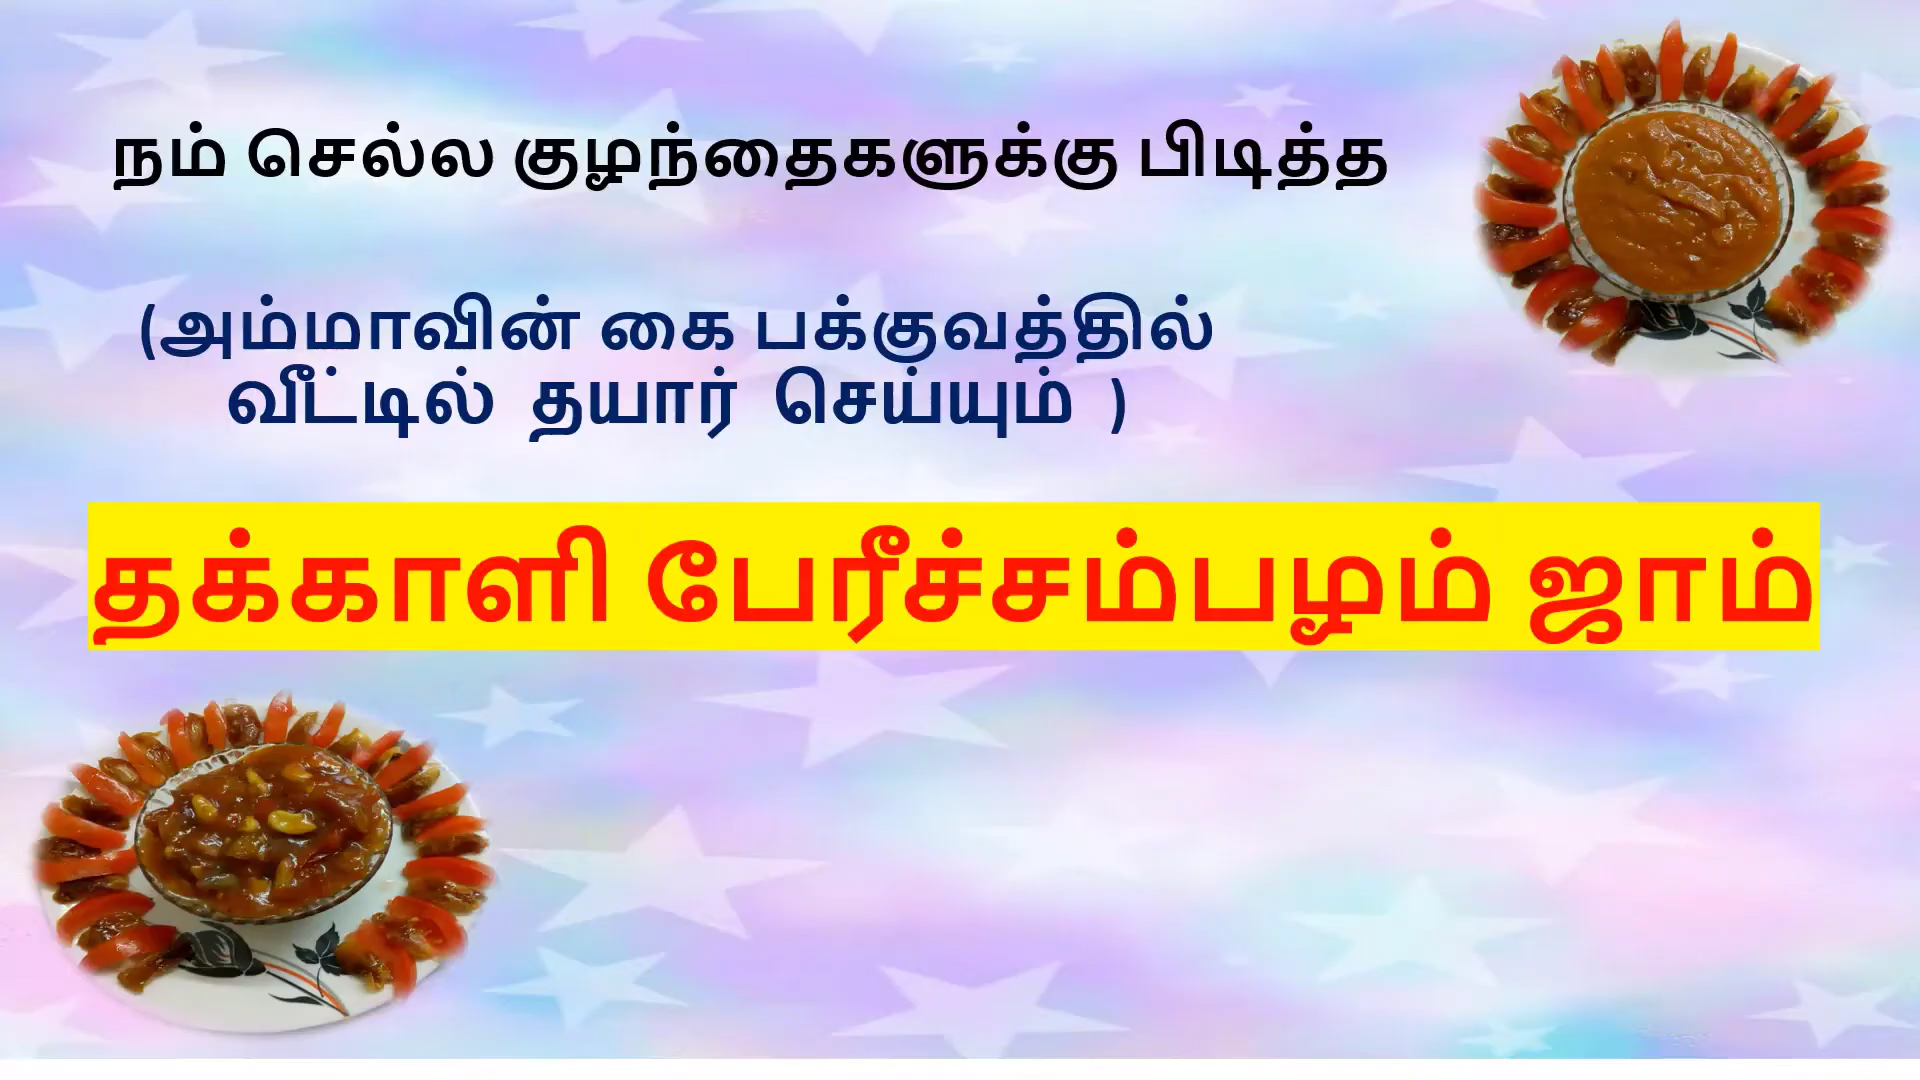 நம் செல்ல குழந்தைகளுக்கு பிடித்த
(அம்மாவின் கை பக்குவத்தில்
வீட்டில் தயார் செய்யும் )
தக்காளி பேரீச்சம்பழம் ஜாம்